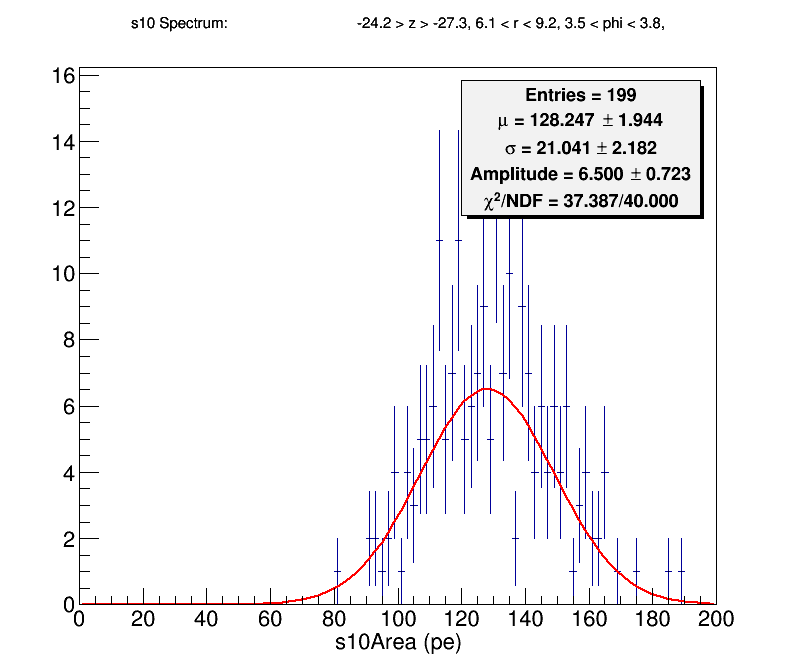 s10 Spectrum: -24.2 > z > -27.3, 6.1 < r < 9.2, 3.5 < phi < 3.8,
Entries = 199
μ = 128.247 ± 1.944
σ = 21.041 ± 2.182
Amplitude = 6.500 ± 0.723
χ²/NDF = 37.387/40.000
16
14
12
10
8
6
4
2
0
0 20 40 60 80 100 120 140 160 180 200
s10Area (pe)